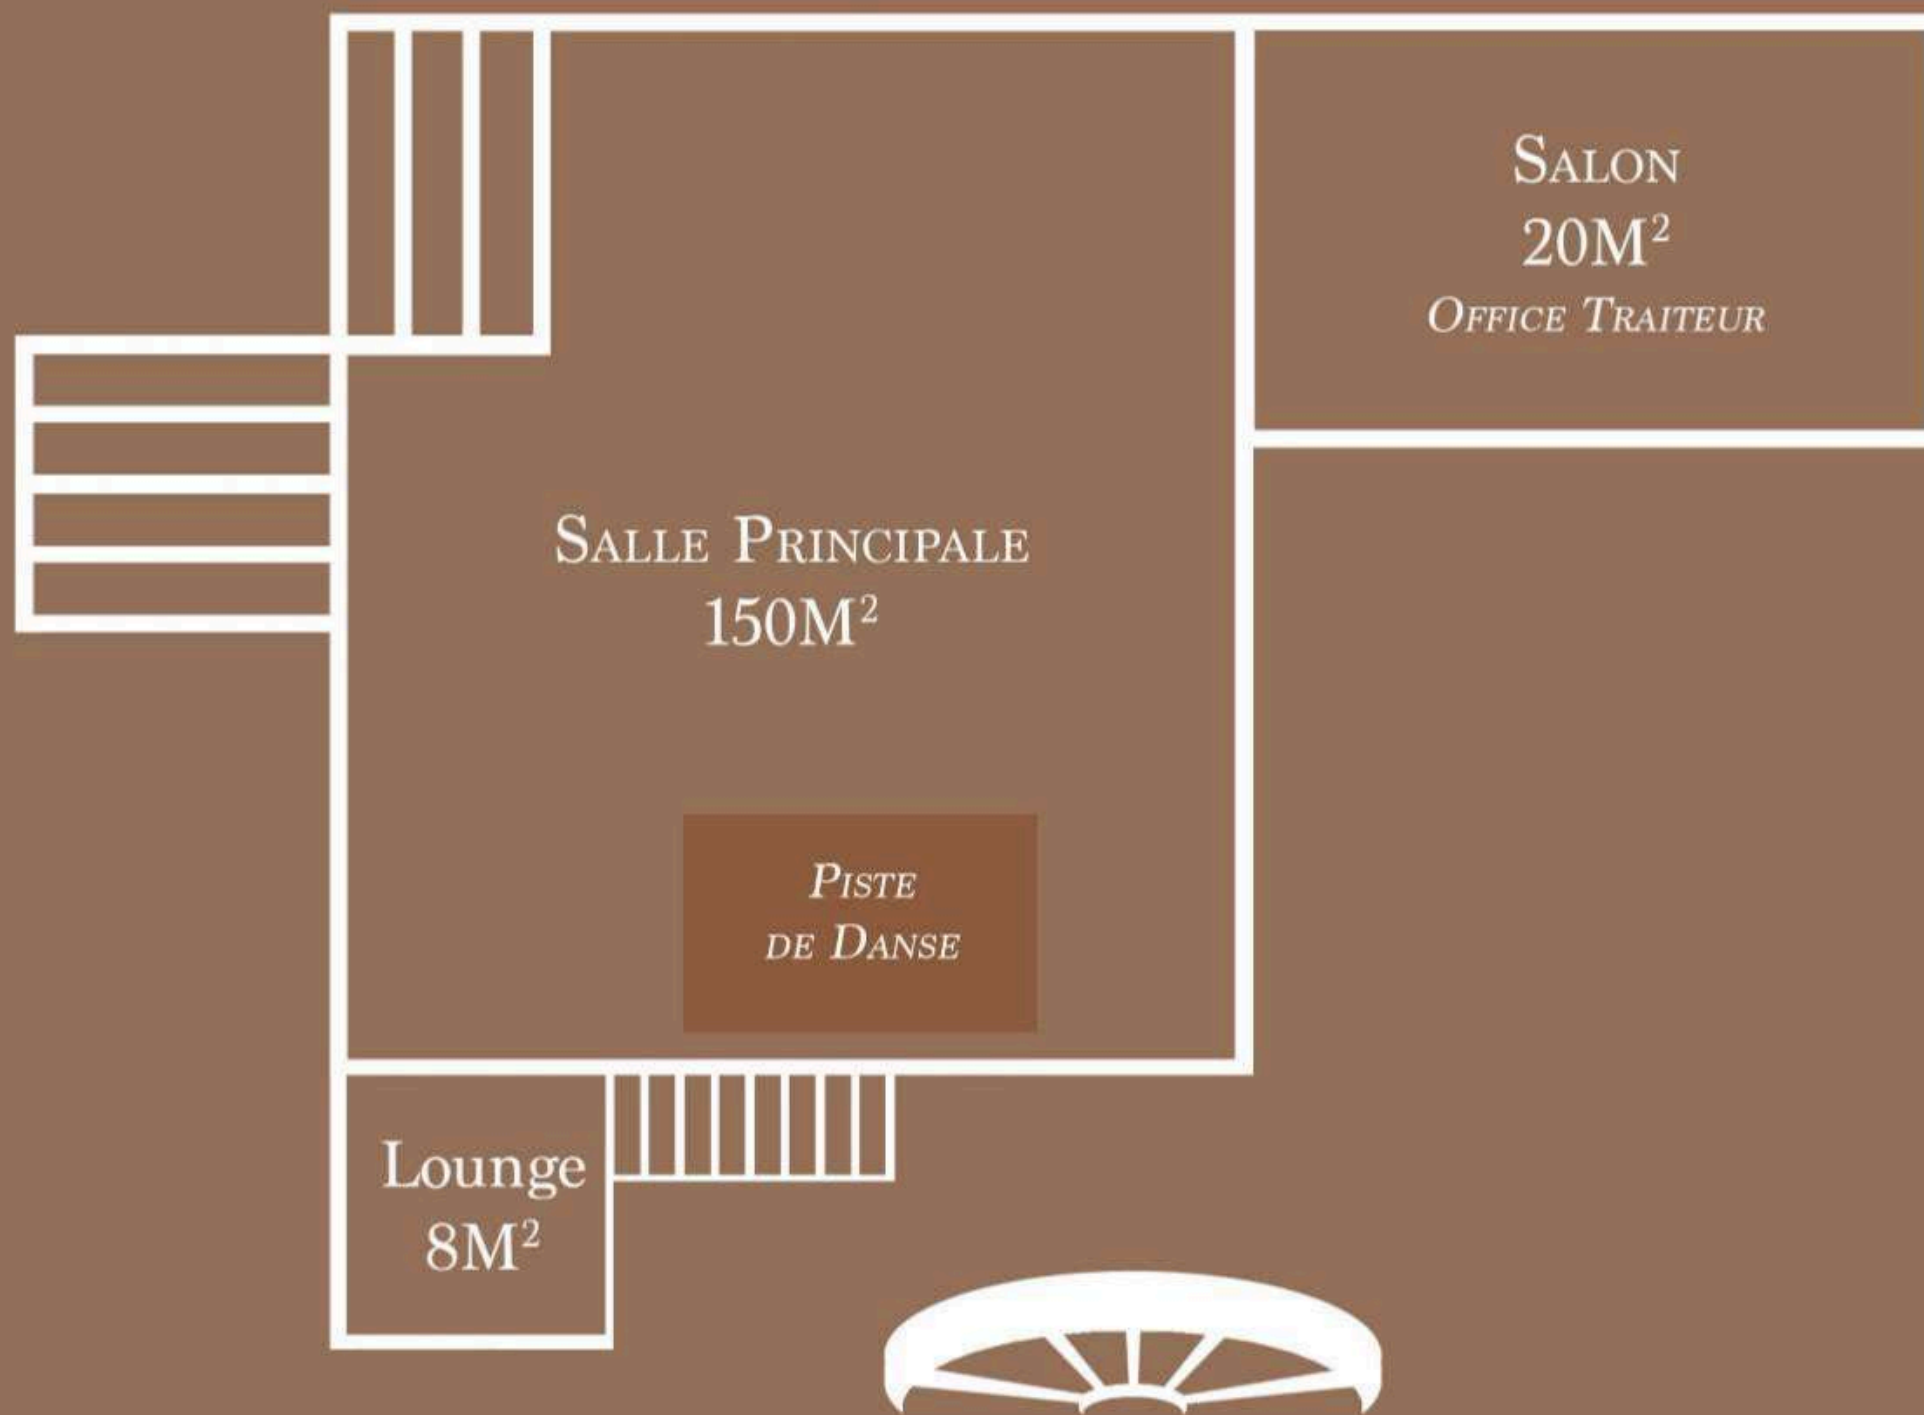 Salon
20M²
Office Traiteur
Salle Principale
150M²
Piste
de Danse
Lounge
8M²